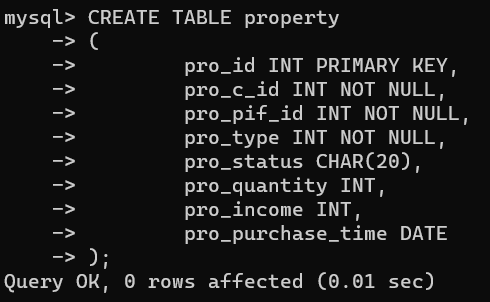 mysql> CREATE TABLE property
    -> (
    ->         pro_id INT PRIMARY KEY,
    ->         pro_c_id INT NOT NULL,
    ->         pro_pif_id INT NOT NULL,
    ->         pro_type INT NOT NULL,
    ->         pro_status CHAR(20),
    ->         pro_quantity INT,
    ->         pro_income INT,
    ->         pro_purchase_time DATE
    -> );
Query OK, 0 rows affected (0.01 sec)